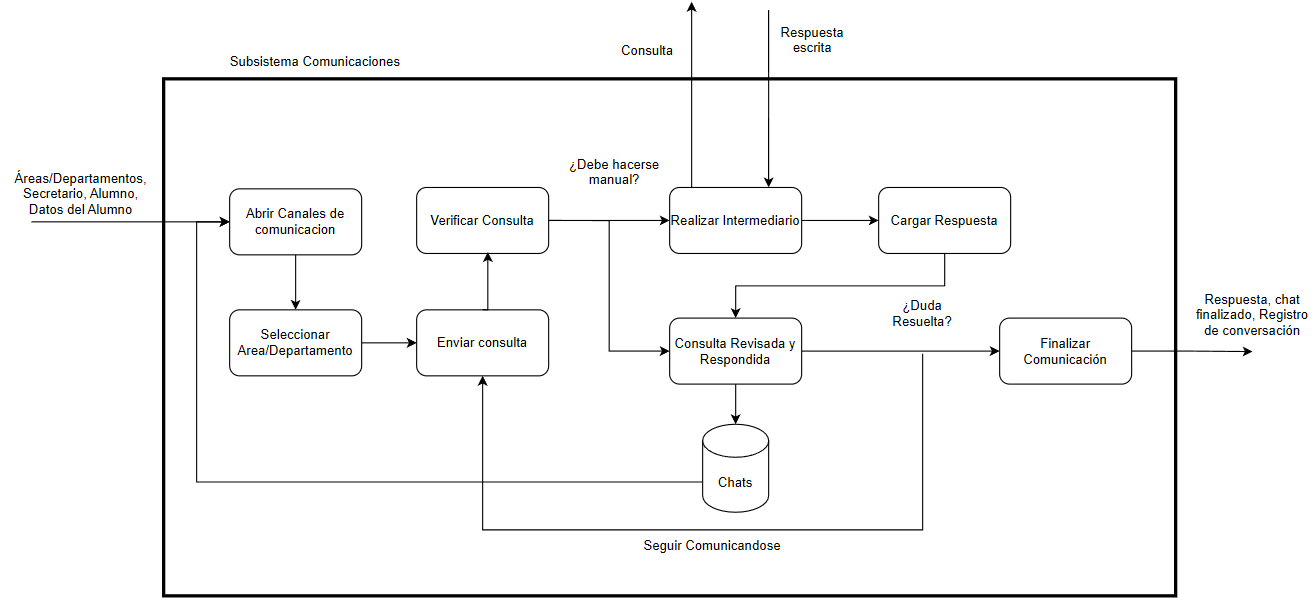 Consulta
Respuesta
escrita
Subsistema Comunicaciones
Áreas/Departamentos,
Secretario, Alumno,
Datos del Alumno
Abrir Canales de
comunicacion
Verificar Consulta
¿Debe hacerse
manual?
Realizar Intermediario
Cargar Respuesta
Seleccionar
Area/Departamento
Enviar consulta
Consulta Revisada y
Respondida
¿Duda
Resuelta?
Finalizar
Comunicación
Respuesta, chat
finalizado, Registro
de conversación
Chats
Seguir Comunicandose